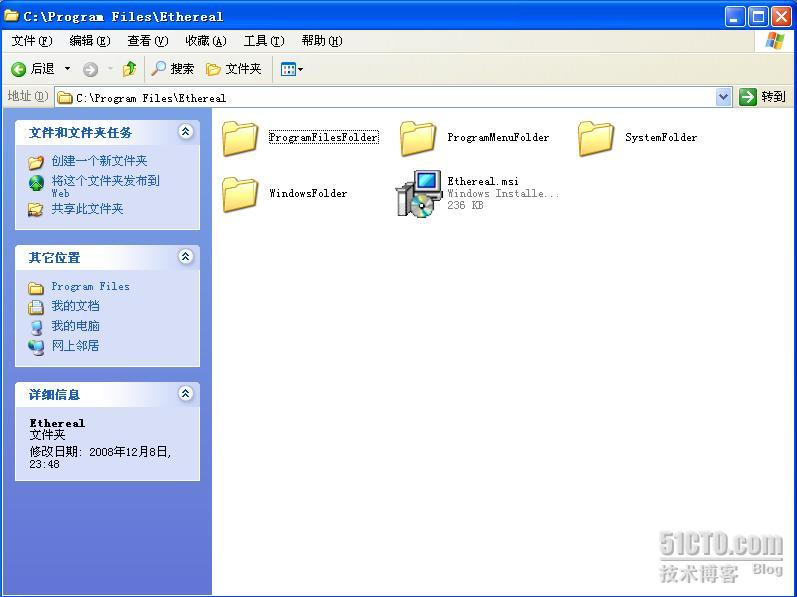 C:\Program Files\Ethereal
文件(F) 编辑(E) 查看(V) 收藏(A) 工具(T) 帮助(H)
后退 搜索 文件夹
地址(D) C:\Program Files\Ethereal 转到
文件和文件夹任务
创建一个新文件夹
将这个文件夹发布到
Web
共享此文件夹
其它位置
Program Files
我的文档
我的电脑
网上邻居
详细信息
Ethereal
文件夹
修改日期: 2008年12月8日,
23:48
ProgramFilesFolder
ProgramMenuFolder
SystemFolder
WindowsFolder
Ethereal.msi
Windows Installe...
236 KB
51CTO.com
技术博客 Blog